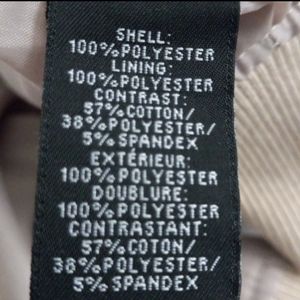 SHELL:
100%POLYESTER
LINING:
100%POLYESTER
CONTRAST:
57%COTTON/
38%POLYESTER/
5%SPANDEX
EXTÉRIEUR:
100%POLYESTER
DOUBLURE:
100%POLYESTER
CONTRASTANT:
57%COTON/
38%POLYESTER/
5%SPANDEX